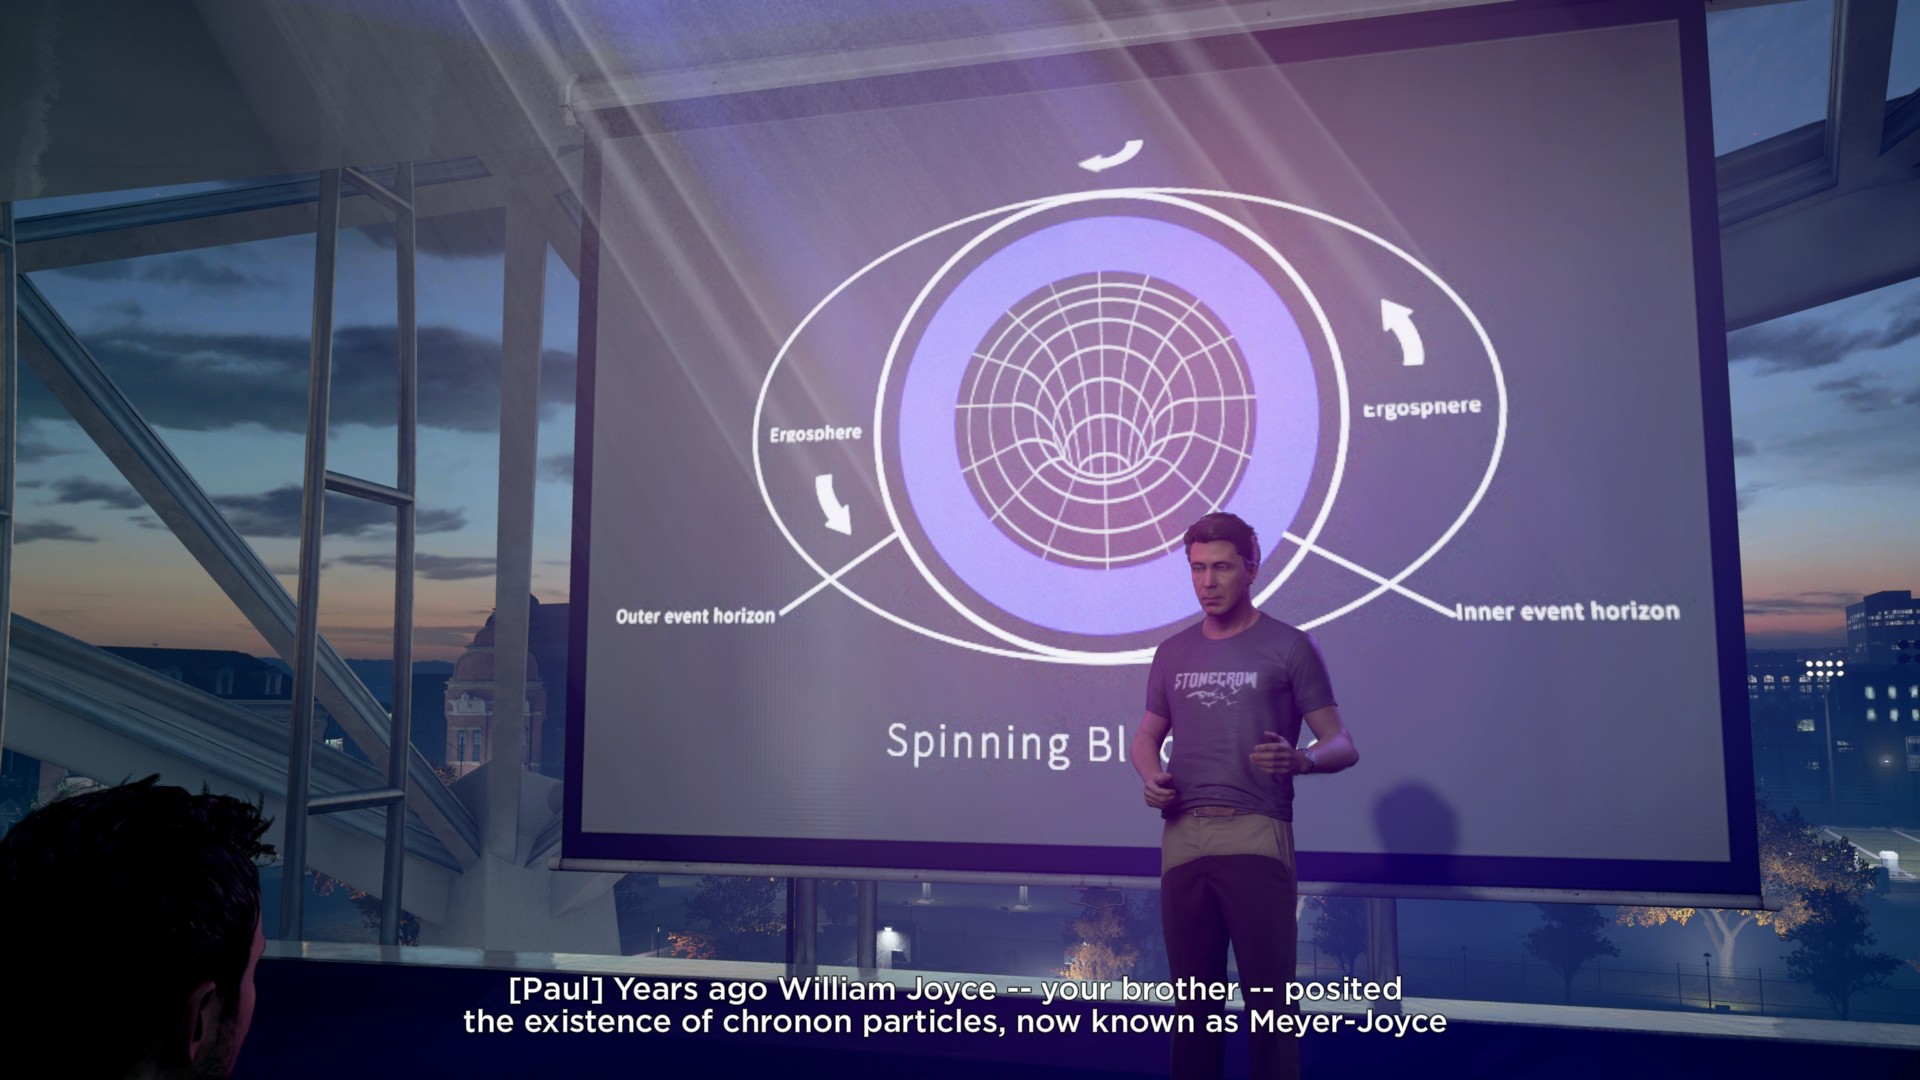 Ergosphere
Ergosphere
Outer event horizon
Inner event horizon
STONECROW
Spinning Bl
[Paul] Years ago William Joyce -- your brother -- posited
the existence of chronon particles, now known as Meyer-Joyce